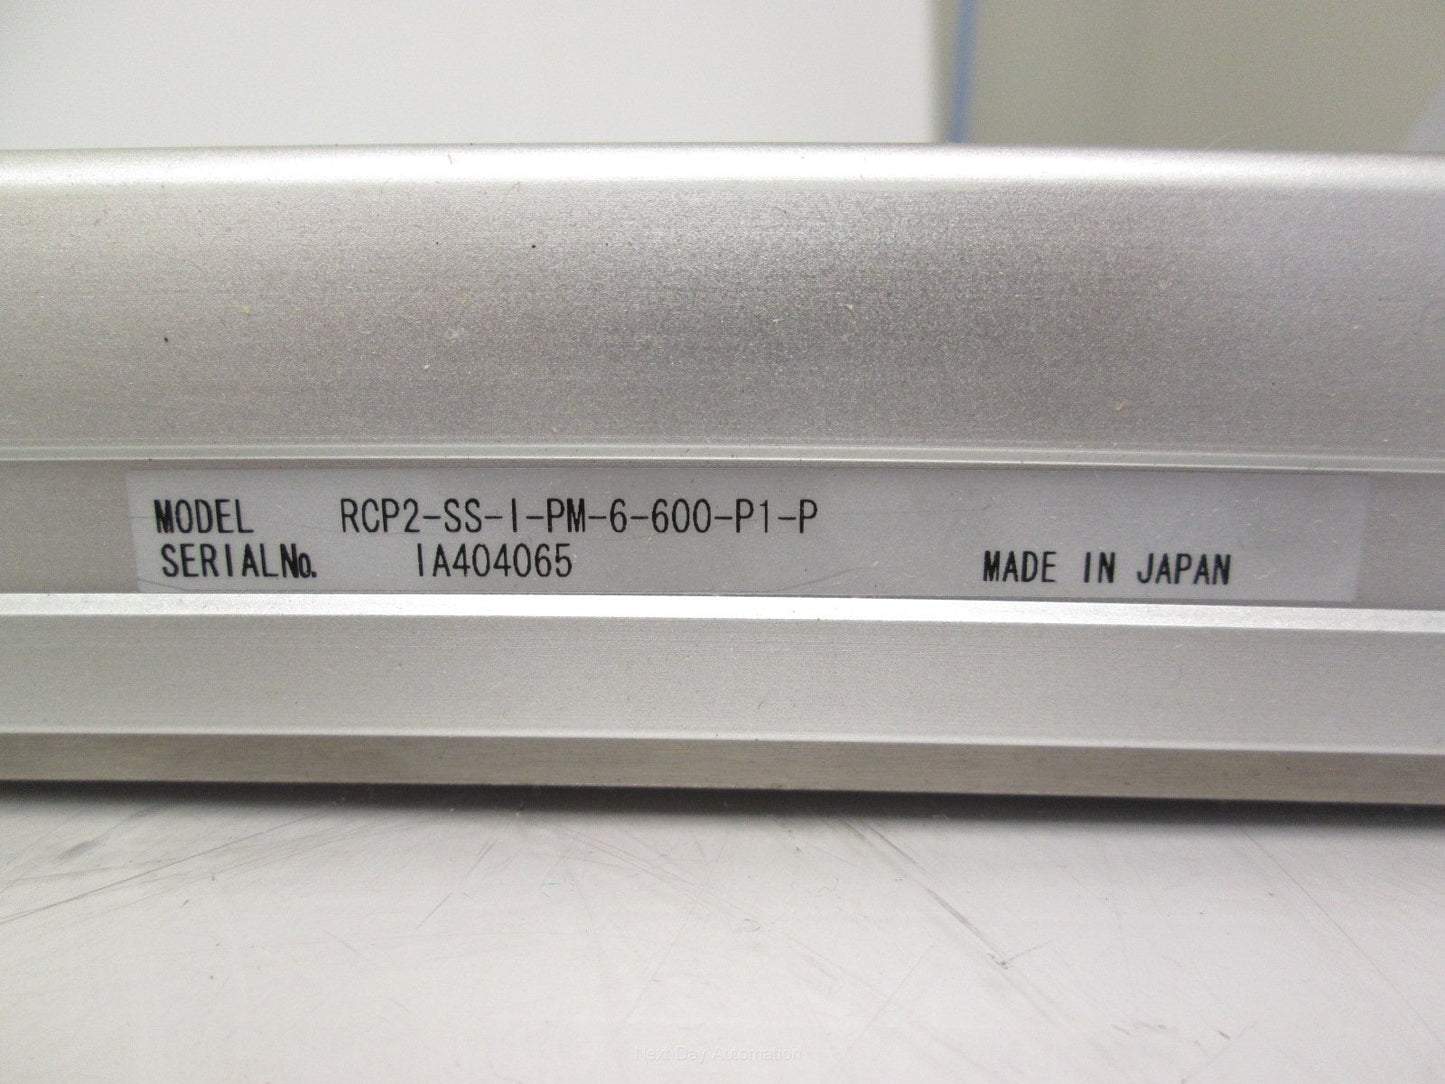 MODEL RCP2-SS-I-PM-6-600-P1-P
SERIALNo. IA404065 MADE IN JAPAN
Next Day Automation